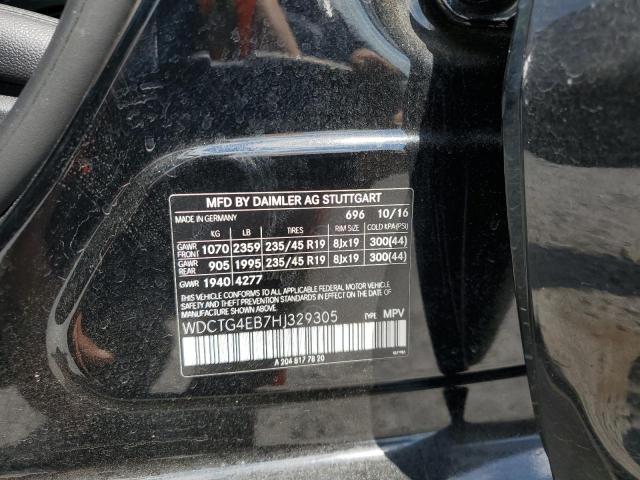 MFD BY DAIMLER AG STUTTGART
MADE IN GERMANY 696 10/16
KG LB TIRES RIM SIZE COLD KPA(PSI)
GAWR FRONT 1070 2359 235/45 R19 8Jx19 300(44)
GAWR REAR 905 1995 235/45 R19 8Jx19 300(44)
GVWR 1940 4277
THIS VEHICLE CONFORMS TO ALL APPLICABLE FEDERAL MOTOR VEHICLE
SAFETY AND THEFT PREVENTION STANDARDS IN EFFECT ON THE DATE OF
MANUFACTURE SHOWN ABOVE.
WDCTG4EB7HJ329305 TYPE: MPV
A 204 817 78 20